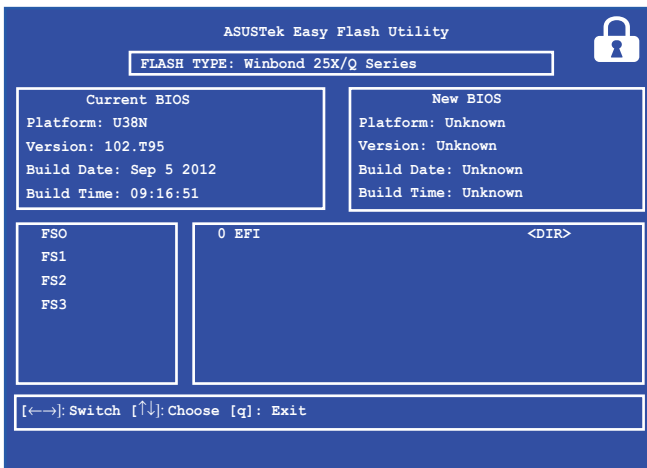 ASUSTek Easy Flash Utility
FLASH TYPE: Winbond 25X/Q Series
Current BIOS
Platform: U38N
Version: 102.T95
Build Date: Sep 5 2012
Build Time: 09:16:51
New BIOS
Platform: Unknown
Version: Unknown
Build Date: Unknown
Build Time: Unknown
FSO
FS1
FS2
FS3
0 EFI <DIR>
[←→]: Switch [↑↓]: Choose [q]: Exit